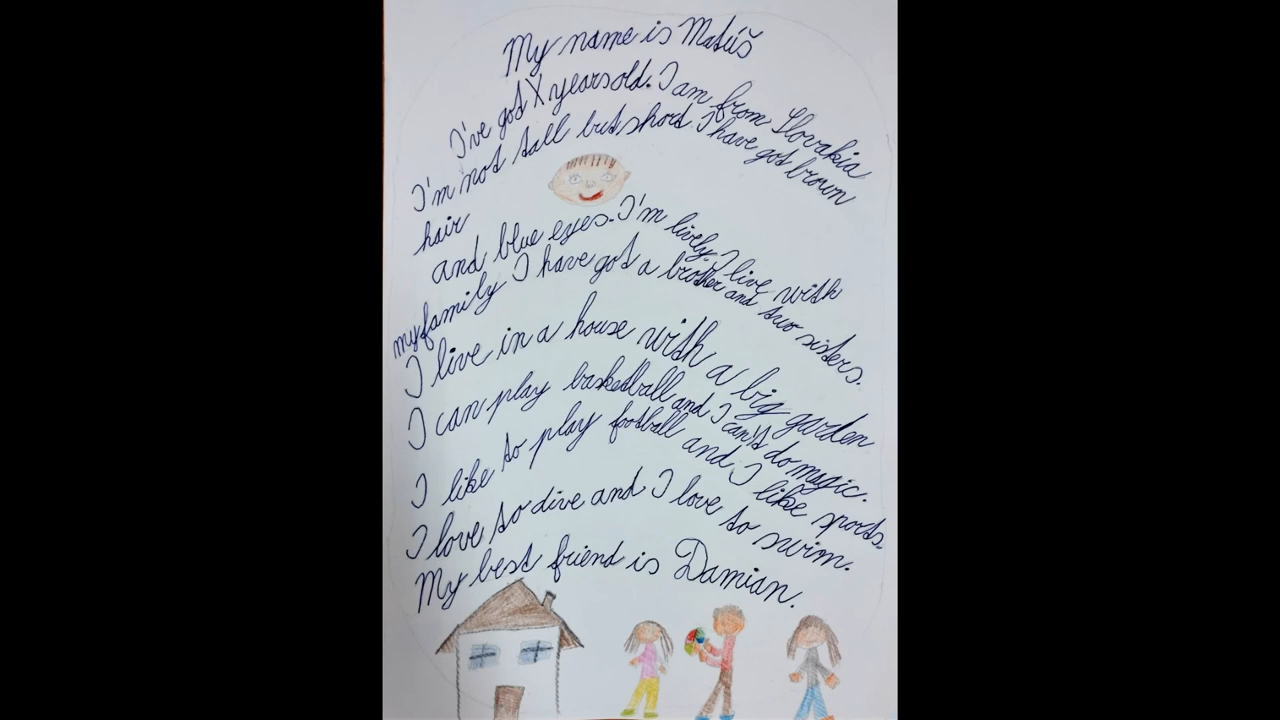 My name is Matúš
I've got X years old. I am from Slovakia
I'm not tall but short. I have got brown
hair
and blue eyes. I'm lively. I live with
my family I have got a brother and two sisters.
I live in a house with a big garden
I can play basketball and I can't do magic.
I like to play football and I like sports.
I love to dive and I love to swim.
My best friend is Damian.